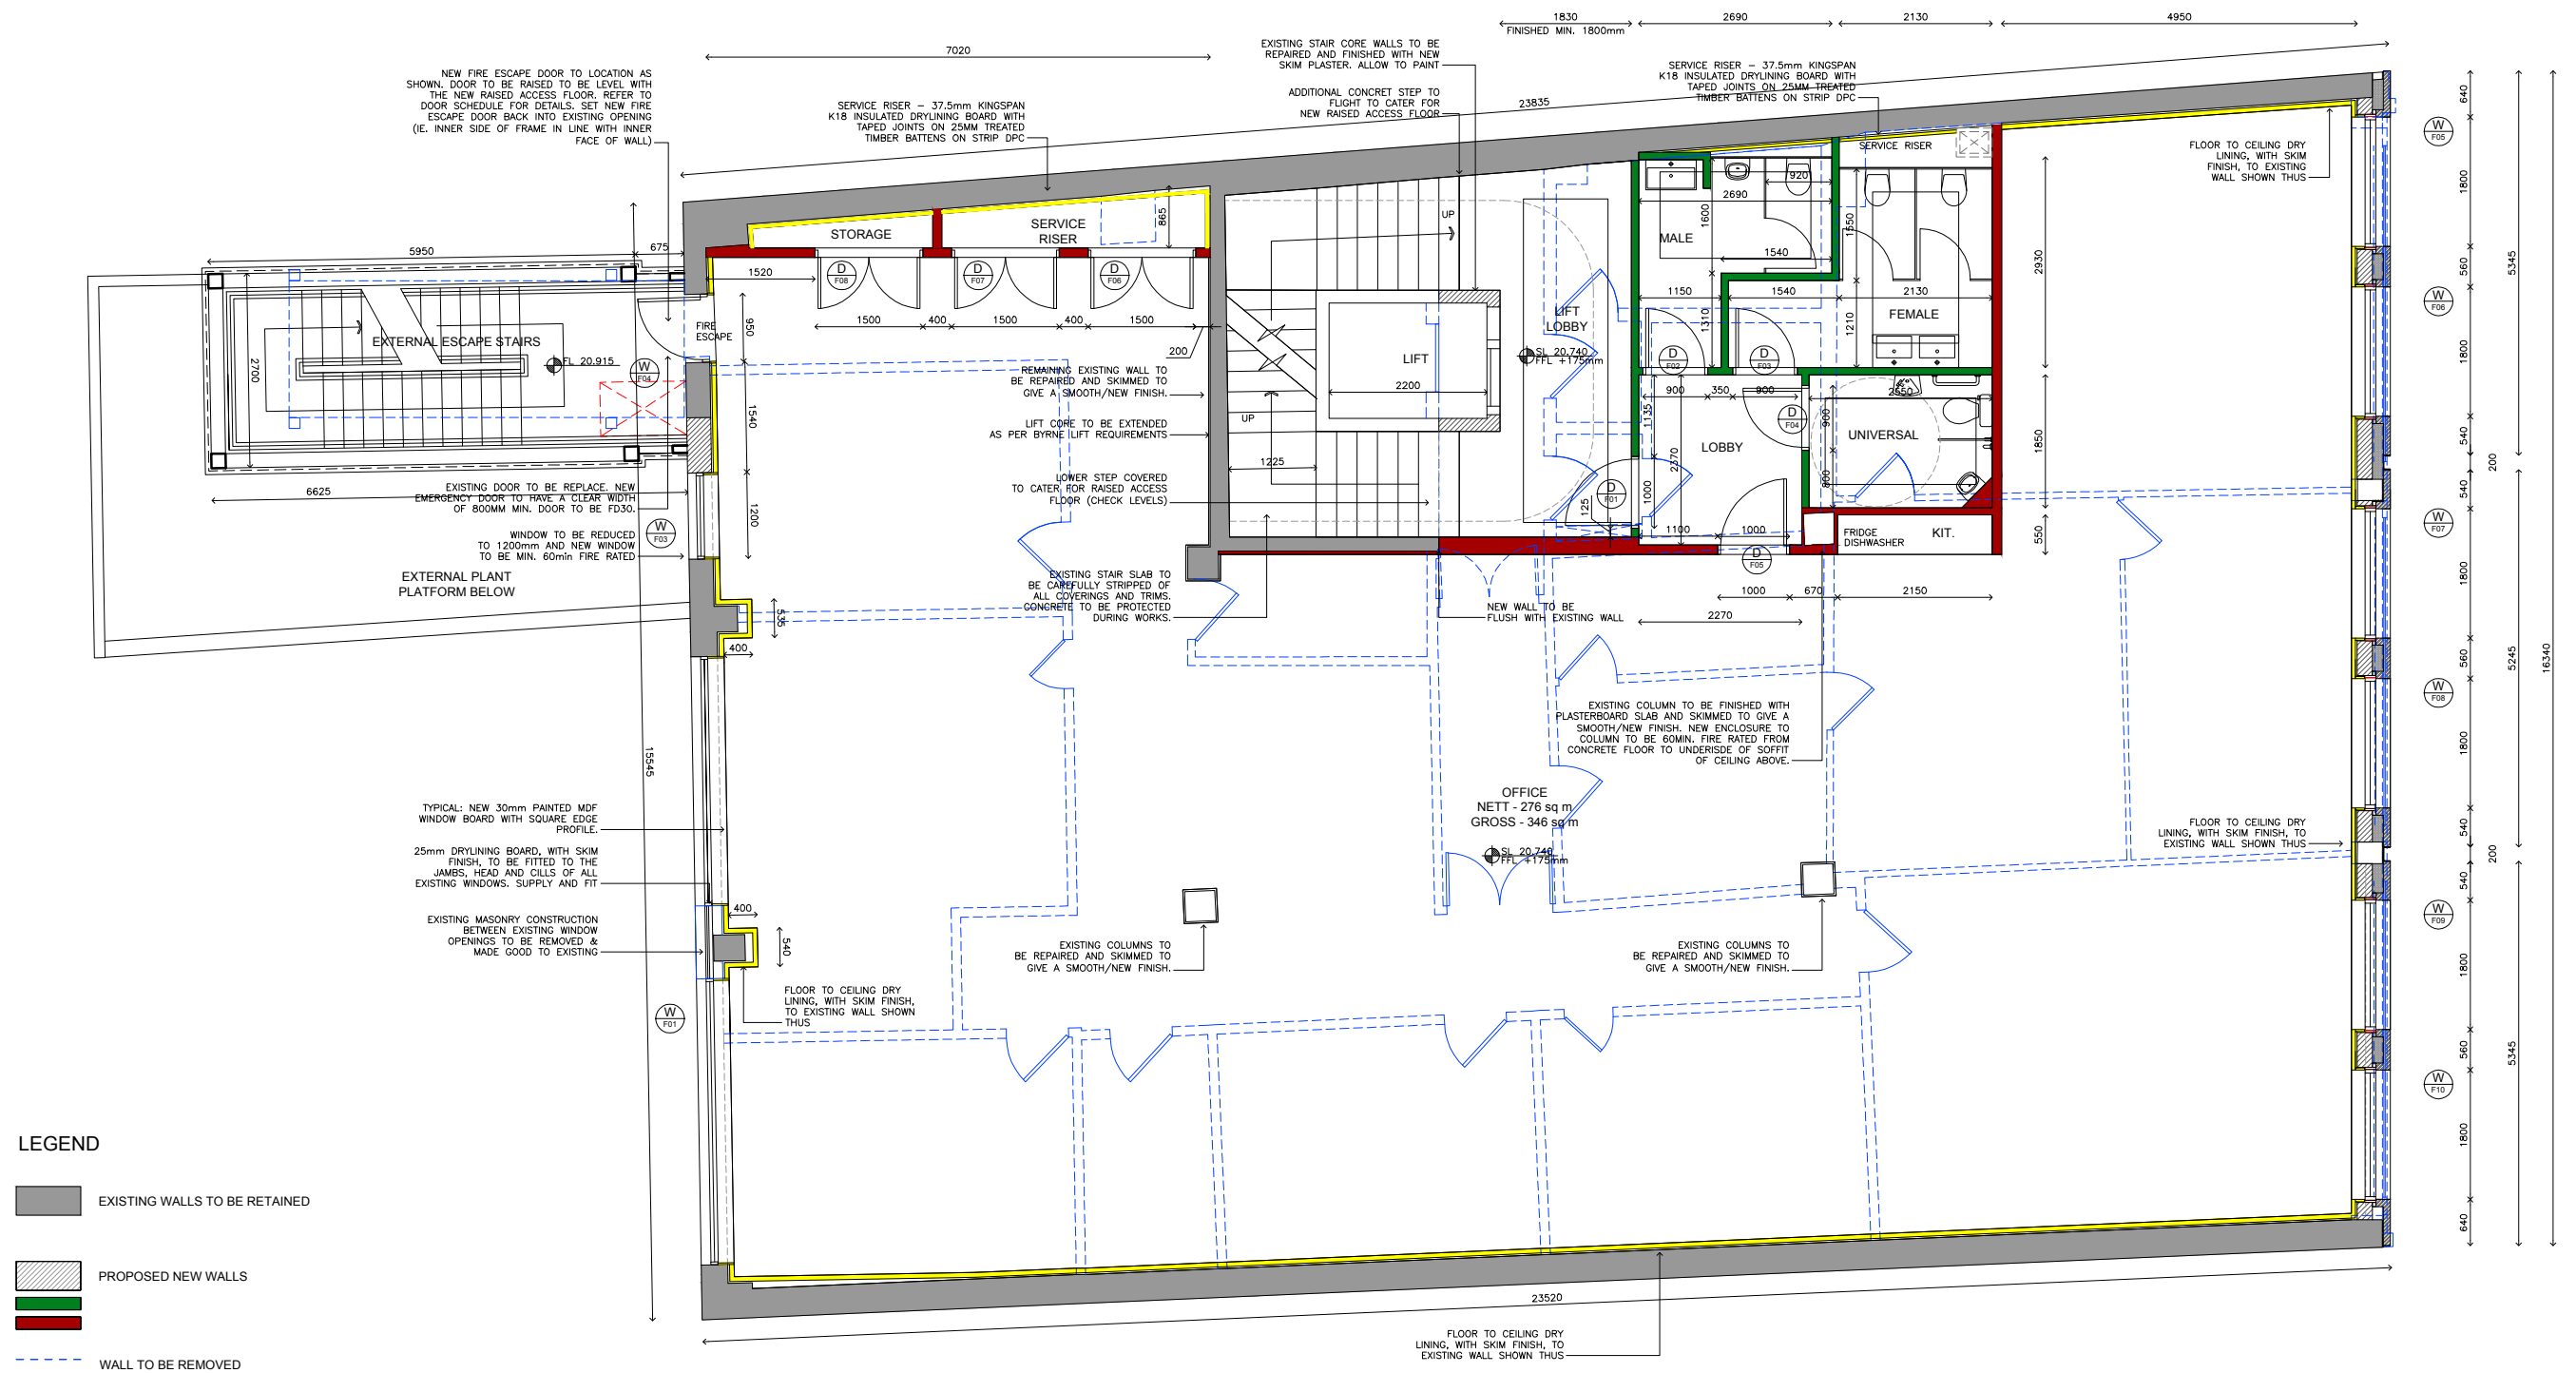 1830
2690
2130
4950
FINISHED MIN. 1800mm
7020
23835
EXISTING STAIR CORE WALLS TO BE
REPAIRED AND FINISHED WITH NEW
SKIM PLASTER. ALLOW TO PAINT
ADDITIONAL CONCRET STEP TO
FLIGHT TO CATER FOR
NEW RAISED ACCESS FLOOR
SERVICE RISER – 37.5mm KINGSPAN
K18 INSULATED DRYLINING BOARD WITH
TAPED JOINTS ON 25MM TREATED
TIMBER BATTENS ON STRIP DPC
NEW FIRE ESCAPE DOOR TO LOCATION AS
SHOWN. DOOR TO BE RAISED TO BE LEVEL WITH
THE NEW RAISED ACCESS FLOOR. REFER TO
DOOR SCHEDULE FOR DETAILS. SET NEW FIRE
ESCAPE DOOR BACK INTO EXISTING OPENING
(IE. INNER SIDE OF FRAME IN LINE WITH INNER
FACE OF WALL)
SERVICE RISER – 37.5mm KINGSPAN
K18 INSULATED DRYLINING BOARD WITH
TAPED JOINTS ON 25MM TREATED
TIMBER BATTENS ON STRIP DPC
FLOOR TO CEILING DRY
LINING, WITH SKIM
FINISH, TO EXISTING
WALL SHOWN THUS
SERVICE RISER
STORAGE
SERVICE
RISER
865
UP
MALE
920
2690
1600
1540
1550
2930
5950
675
1520
D
F08
D
F07
D
F06
1500
400
1500
400
1500
200
FIRE
ESCAPE
950
EXTERNAL ESCAPE STAIRS
FL 20.915
2700
W
F04
1540
1200
6625
LIFT
2200
UP
1225
LIFT
LOBBY
SL 20.740
FFL +175mm
1150
1540
2130
1310
1210
FEMALE
D
F02
D
F03
900
350
900
1135
2370
1000
125
LOBBY
D
F04
900
800
2550
UNIVERSAL
1850
550
D
F01
1100
1000
D
F05
FRIDGE
DISHWASHER
KIT.
1000
670
2150
2270
REMAINING EXISTING WALL TO
BE REPAIRED AND SKIMMED TO
GIVE A SMOOTH/NEW FINISH.
LIFT CORE TO BE EXTENDED
AS PER BYRNE LIFT REQUIREMENTS
LOWER STEP COVERED
TO CATER FOR RAISED ACCESS
FLOOR (CHECK LEVELS)
EXISTING STAIR SLAB TO
BE CAREFULLY STRIPPED OF
ALL COVERINGS AND TRIMS.
CONCRETE TO BE PROTECTED
DURING WORKS.
NEW WALL TO BE
FLUSH WITH EXISTING WALL
EXISTING DOOR TO BE REPLACE. NEW
EMERGENCY DOOR TO HAVE A CLEAR WIDTH
OF 800MM MIN. DOOR TO BE FD30.
WINDOW TO BE REDUCED
TO 1200mm AND NEW WINDOW
TO BE MIN. 60min FIRE RATED
W
F03
EXTERNAL PLANT
PLATFORM BELOW
535
400
15545
EXISTING COLUMN TO BE FINISHED WITH
PLASTERBOARD SLAB AND SKIMMED TO GIVE A
SMOOTH/NEW FINISH. NEW ENCLOSURE TO
COLUMN TO BE 60MIN. FIRE RATED FROM
CONCRETE FLOOR TO UNDERISDE OF SOFFIT
OF CEILING ABOVE.
OFFICE
NETT - 276 sq m
GROSS - 346 sq m
SL 20.740
FFL +175mm
TYPICAL: NEW 30mm PAINTED MDF
WINDOW BOARD WITH SQUARE EDGE
PROFILE.
25mm DRYLINING BOARD, WITH SKIM
FINISH, TO BE FITTED TO THE
JAMBS, HEAD AND CILLS OF ALL
EXISTING WINDOWS. SUPPLY AND FIT
EXISTING MASONRY CONSTRUCTION
BETWEEN EXISTING WINDOW
OPENINGS TO BE REMOVED &
MADE GOOD TO EXISTING
400
540
EXISTING COLUMNS TO
BE REPAIRED AND SKIMMED TO
GIVE A SMOOTH/NEW FINISH.
EXISTING COLUMNS TO
BE REPAIRED AND SKIMMED TO
GIVE A SMOOTH/NEW FINISH.
FLOOR TO CEILING DRY
LINING, WITH SKIM FINISH, TO
EXISTING WALL SHOWN THUS
FLOOR TO CEILING DRY
LINING, WITH SKIM FINISH,
TO EXISTING WALL SHOWN
THUS
W
F01
W
F05
W
F06
W
F07
W
F08
W
F09
W
F10
640
1800
560
1800
540
540
1800
560
1800
540
540
1800
560
1800
640
5345
200
5245
200
5345
16340
23520
FLOOR TO CEILING DRY
LINING, WITH SKIM FINISH, TO
EXISTING WALL SHOWN THUS
LEGEND
EXISTING WALLS TO BE RETAINED
PROPOSED NEW WALLS
WALL TO BE REMOVED